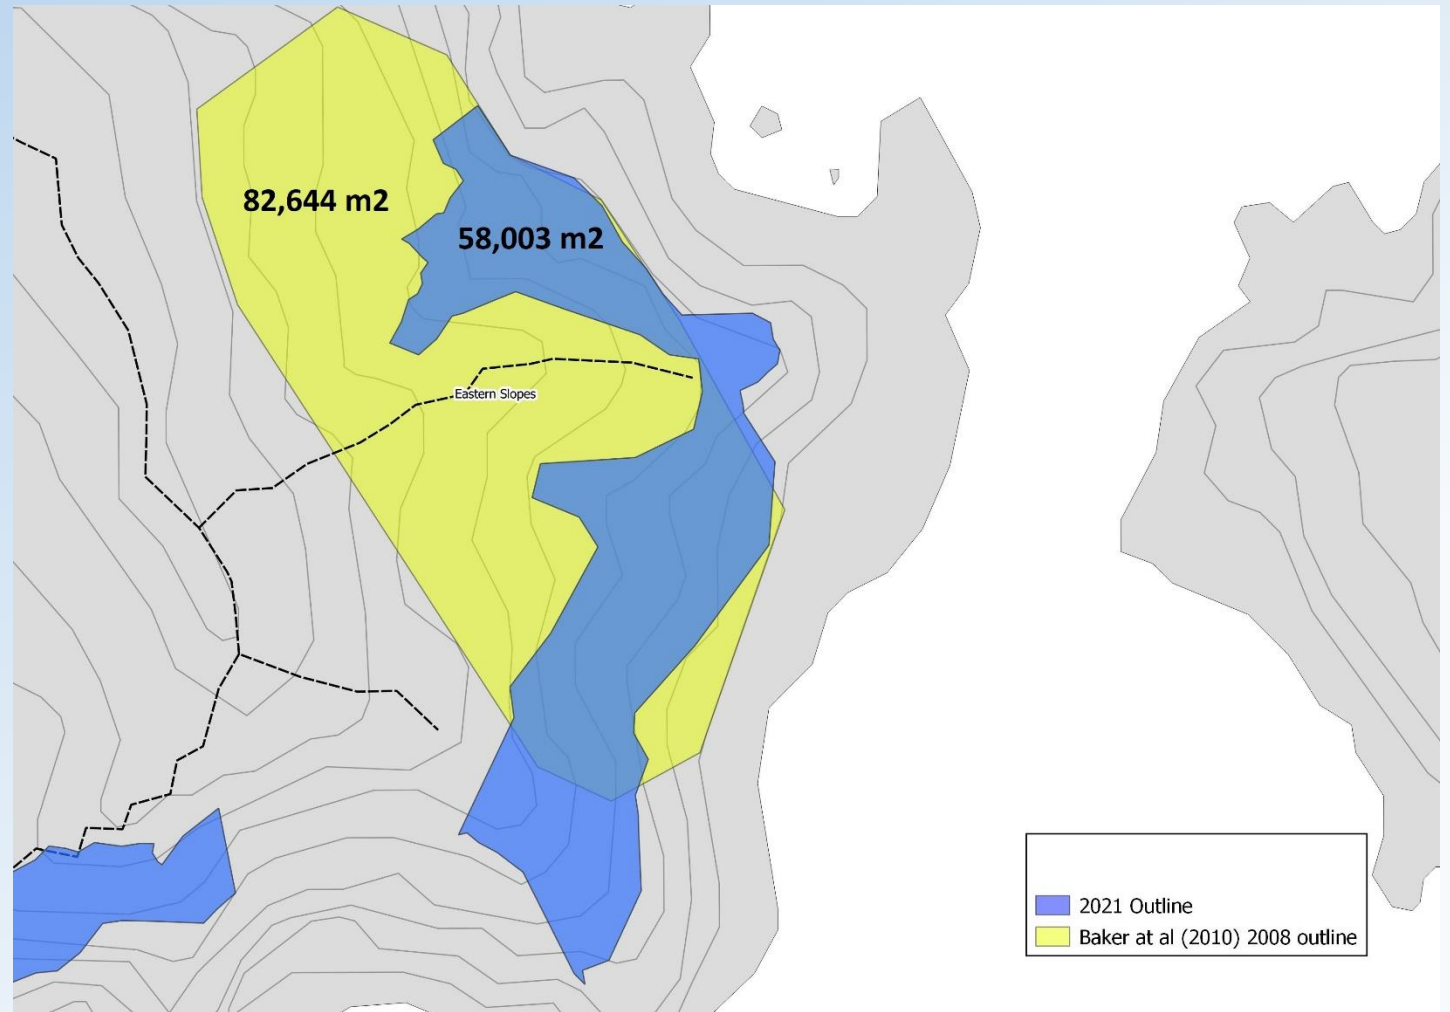 82,644 m2
58,003 m2
Eastern Slopes
2021 Outline
Baker at al (2010) 2008 outline